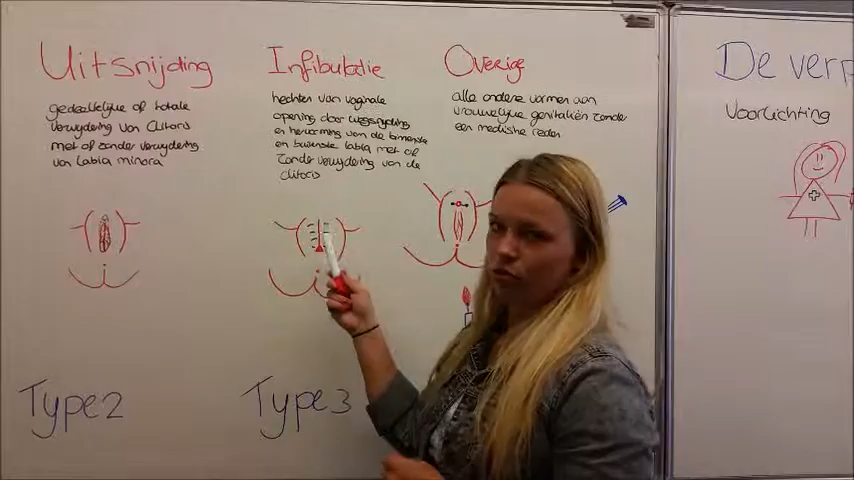 Uitsnijding
gedeeltelijke of totale
verwijdering van Clitoris
met of zonder verwijdering
van labia minora
Type 2
Infibulatie
hechten van vaginale
opening door wegsnijding
en hervorming van de binnenste
en buitenste labia met of
zonder verwijdering van de
clitoris
Type 3
Overige
alle andere vormen aan
vrouwelijke genitaliën zonder
een medische reden
De verp
Voorlichting